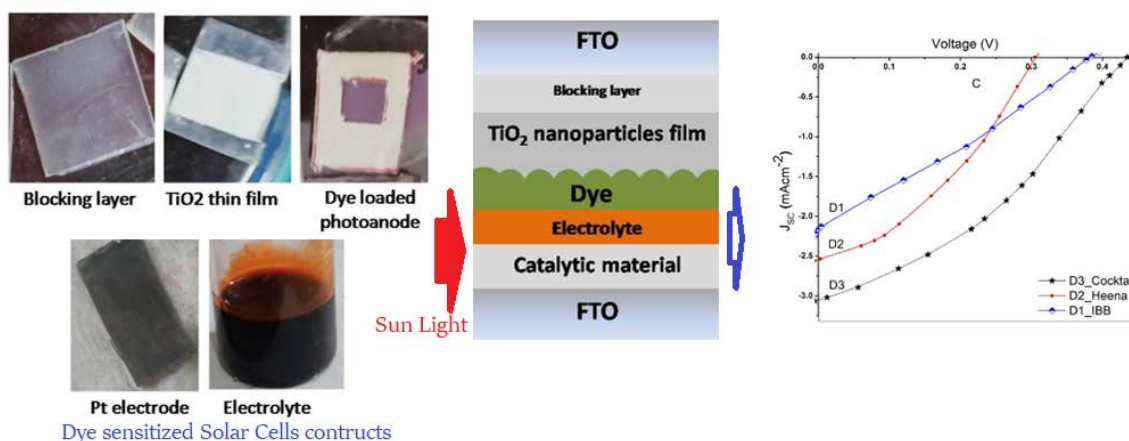 Blocking layer
TiO2 thin film
Dye loaded
photoanode
Pt electrode
Electrolyte
Dye sensitized Solar Cells contructs
Sun Light
FTO
Blocking layer
TiO₂ nanoparticles film
Dye
Electrolyte
Catalytic material
FTO
Voltage (V)
0.0 0.1 0.2 0.3 0.4
C
0.0
-0.5
-1.0
-1.5
-2.0
-2.5
-3.0
J_SC (mAcm⁻²)
D1
D2
D3
D3_Cockta
D2_Heena
D1_IBB